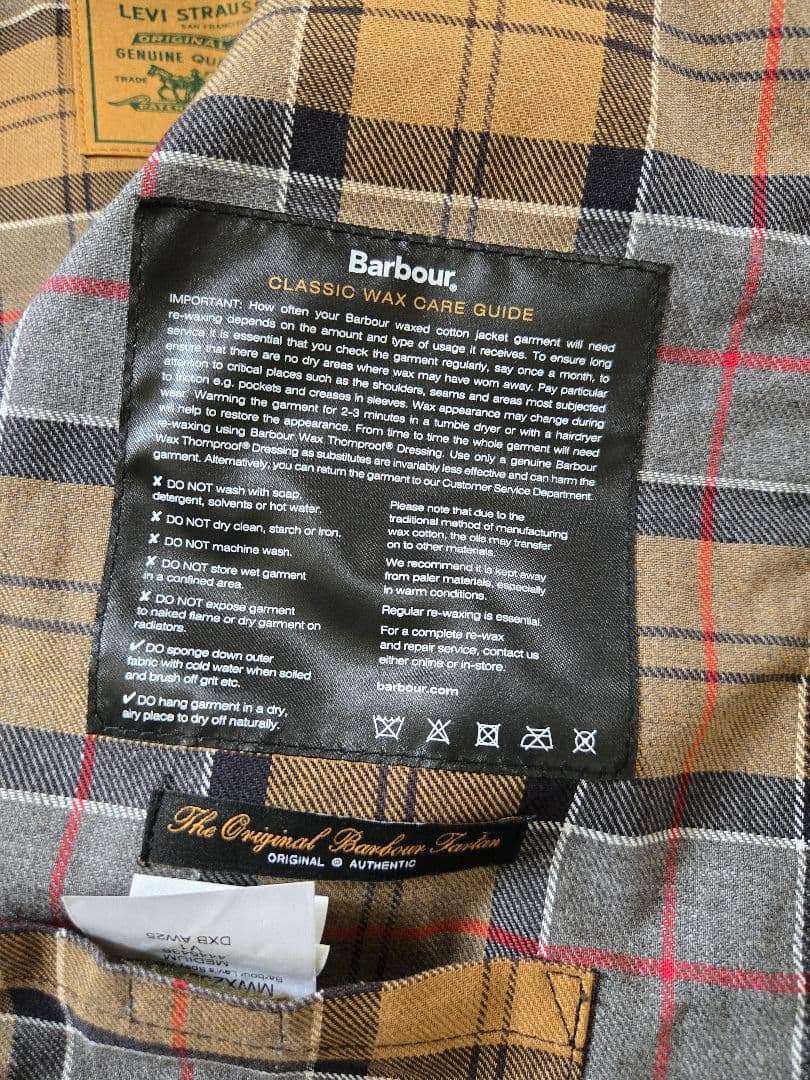 LEVI STRAUSS
SAN FRANCISCO
ORIGINAL
GENUINE
TRADE
Barbour®
CLASSIC WAX CARE GUIDE
IMPORTANT: How often your Barbour waxed cotton jacket garment will need
re-waxing depends on the amount and type of usage it receives. To ensure long
service it is essential that you check the garment regularly, say once a month, to
ensure that there are no dry areas where wax may have worn away. Pay particular
attention to critical places such as the shoulders, seams and areas most subjected
to friction e.g. pockets and creases in sleeves. Wax appearance may change during
wear. Warming the garment for 2-3 minutes in a tumble dryer or with a hairdryer
will help to restore the appearance. From time to time the whole garment will need
re-waxing using Barbour Wax Thornproof® Dressing. Use only a genuine Barbour
Wax Thornproof® Dressing as substitutes are invariably less effective and can harm the
garment. Alternatively, you can return the garment to our Customer Service Department.
✘ DO NOT wash with soap,
detergent, solvents or hot water.
✘ DO NOT dry clean, starch or iron.
✘ DO NOT machine wash.
✘ DO NOT store wet garment
in a confined area.
✘ DO NOT expose garment
to naked flame or dry garment on
radiators.
✔ DO sponge down outer
fabric with cold water when soiled
and brush off grit etc.
✔ DO hang garment in a dry,
airy place to dry off naturally.
Please note that due to the
traditional method of manufacturing
wax cotton, the oils may transfer
on to other materials.
We recommend it is kept away
from paler materials, especially
in warm conditions.
Regular re-waxing is essential.
For a complete re-wax
and repair service, contact us
either online or in-store.
barbour.com
The Original Barbour Tartan
ORIGINAL & AUTHENTIC
DXB AW25
V1
MEDIUM